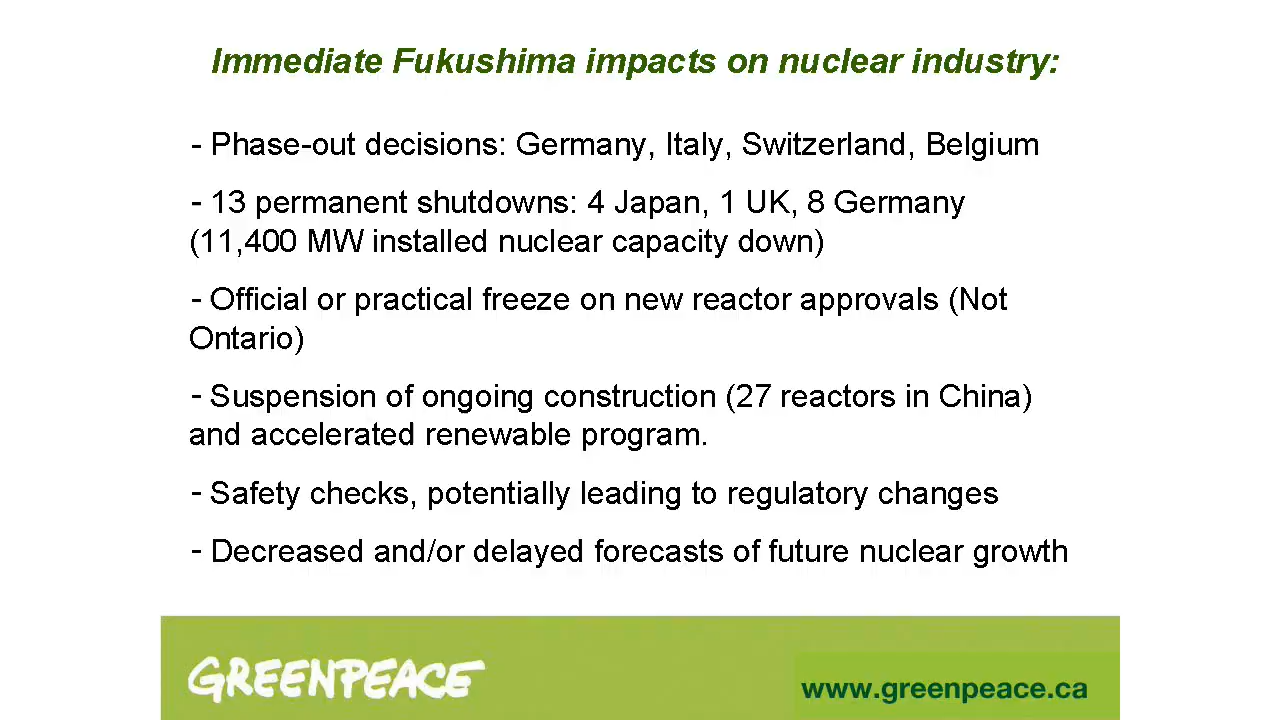 Immediate Fukushima impacts on nuclear industry:
- Phase-out decisions: Germany, Italy, Switzerland, Belgium
- 13 permanent shutdowns: 4 Japan, 1 UK, 8 Germany
(11,400 MW installed nuclear capacity down)
- Official or practical freeze on new reactor approvals (Not
Ontario)
- Suspension of ongoing construction (27 reactors in China)
and accelerated renewable program.
- Safety checks, potentially leading to regulatory changes
- Decreased and/or delayed forecasts of future nuclear growth
GREENPEACE
www.greenpeace.ca